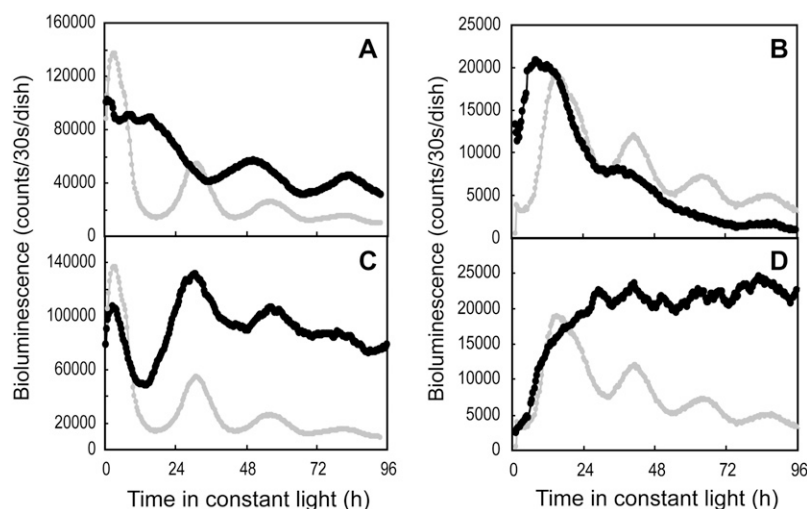 160000
120000
80000
40000
0
A
Bioluminescence (counts/30s/dish)
25000
20000
15000
10000
5000
0
B
Bioluminescence (counts/30s/dish)
140000
100000
60000
20000
0
C
0 24 48 72 96
Time in constant light (h)
25000
20000
15000
10000
5000
0
D
0 24 48 72 96
Time in constant light (h)